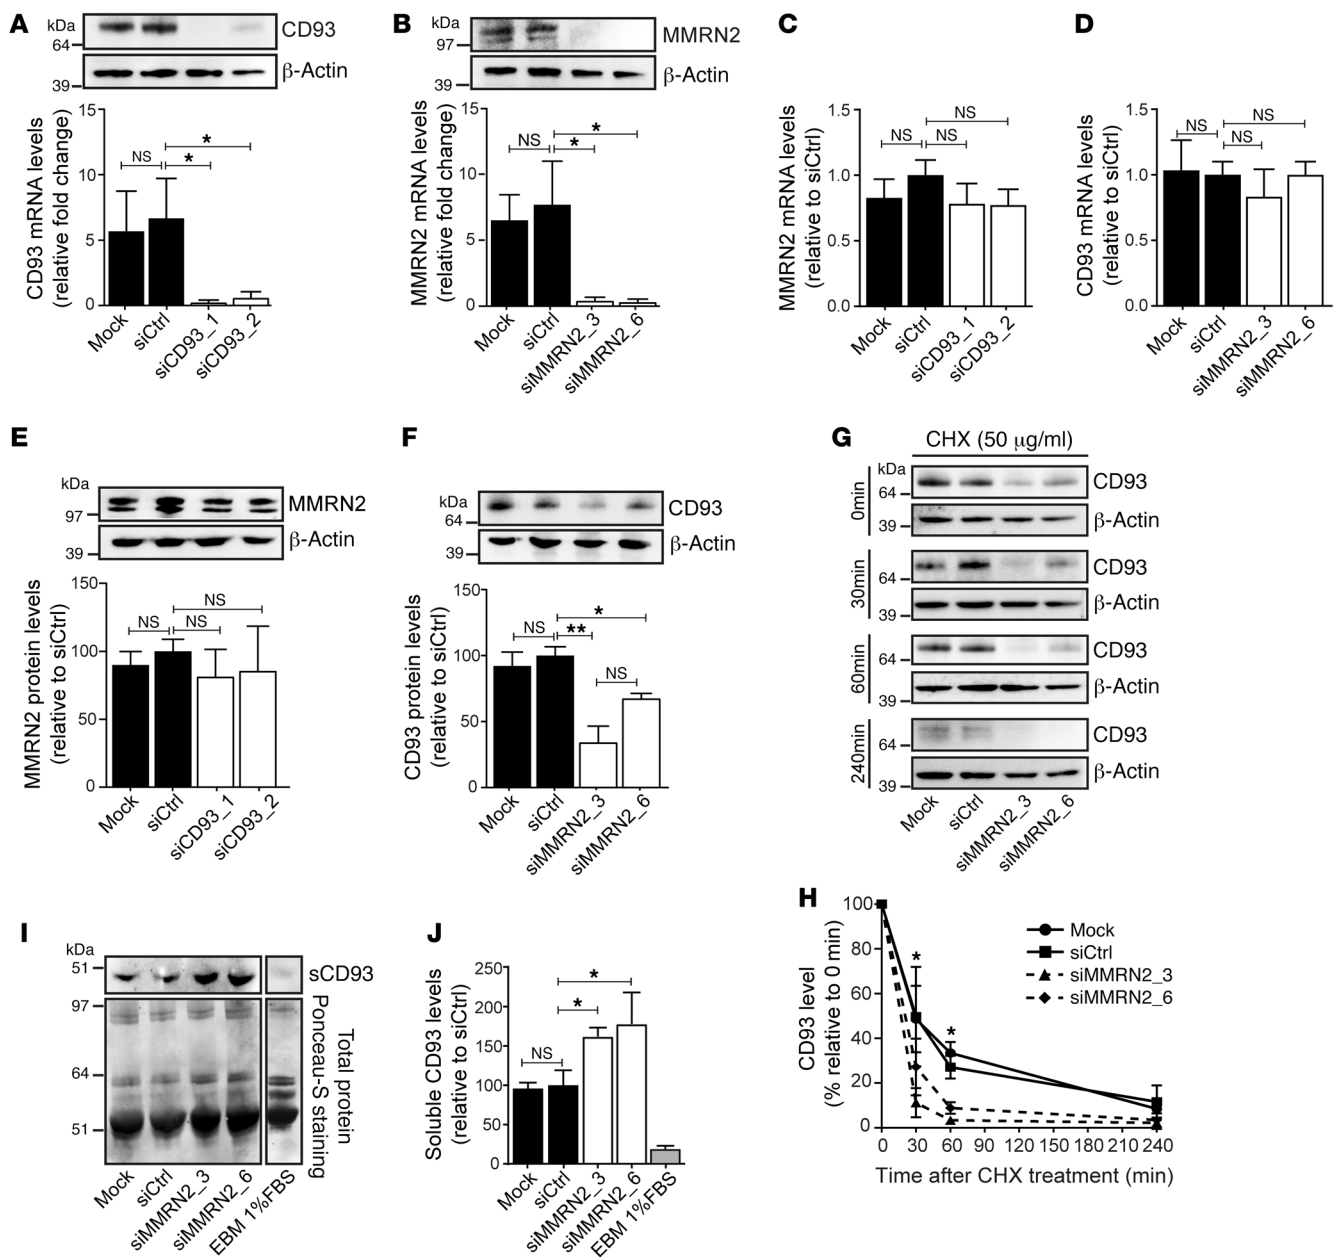 A
kDa
64
39
CD93
β-Actin
CD93 mRNA levels
(relative fold change)
15
10
5
0
NS
*
*
Mock
siCtrl
siCD93_1
siCD93_2
B
kDa
97
39
MMRN2
β-Actin
MMRN2 mRNA levels
(relative fold change)
15
10
5
0
NS
*
*
Mock
siCtrl
siMMRN2_3
siMMRN2_6
C
MMRN2 mRNA levels
(relative to siCtrl)
1.5
1.0
0.5
0.0
NS
NS
NS
Mock
siCtrl
siCD93_1
siCD93_2
D
CD93 mRNA levels
(relative to siCtrl)
1.5
1.0
0.5
0.0
NS
NS
NS
Mock
siCtrl
siMMRN2_3
siMMRN2_6
E
kDa
97
39
MMRN2
β-Actin
MMRN2 protein levels
(relative to siCtrl)
150
100
50
0
NS
NS
NS
Mock
siCtrl
siCD93_1
siCD93_2
F
kDa
64
39
CD93
β-Actin
CD93 protein levels
(relative to siCtrl)
150
100
50
0
NS
**
*
NS
Mock
siCtrl
siMMRN2_3
siMMRN2_6
G
CHX (50 μg/ml)
kDa
0min
64
39
CD93
β-Actin
30min
64
39
CD93
β-Actin
60min
64
39
CD93
β-Actin
240min
64
39
CD93
β-Actin
Mock
siCtrl
siMMRN2_3
siMMRN2_6
I
kDa
51
97
64
51
sCD93
Total protein
Ponceau-S staining
Mock
siCtrl
siMMRN2_3
siMMRN2_6
EBM 1%FBS
J
Soluble CD93 levels
(relative to siCtrl)
250
200
150
100
50
0
NS
*
*
Mock
siCtrl
siMMRN2_3
siMMRN2_6
EBM 1%FBS
H
CD93 level
(% relative to 0 min)
100
80
60
40
20
0
*
*
Mock
siCtrl
siMMRN2_3
siMMRN2_6
0 30 60 90 120 150 180 210 240
Time after CHX treatment (min)